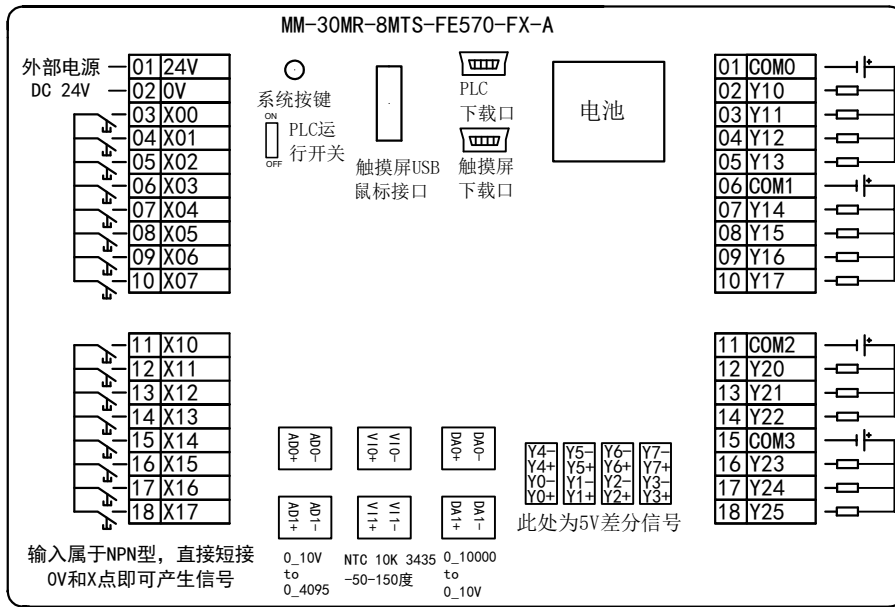 MM-30MR-8MTS-FE570-FX-A
外部电源
DC 24V
01 24V
02 0V
03 X00
04 X01
05 X02
06 X03
07 X04
08 X05
09 X06
10 X07
11 X10
12 X11
13 X12
14 X13
15 X14
16 X15
17 X16
18 X17
输入属于NPN型，直接短接
0V和X点即可产生信号
系统按键
ON
PLC运
行开关
OFF
触摸屏USB
鼠标接口
PLC
下载口
触摸屏
下载口
电池
AD0+ AD0-
VI0+ VI0-
DA0+ DA0-
AD1+ AD1-
VI1+ VI1-
DA1+ DA1-
0_10V
to
0_4095
NTC 10K 3435
-50-150度
0_10000
to
0_10V
Y4- Y5- Y6- Y7-
Y4+ Y5+ Y6+ Y7+
Y0- Y1- Y2- Y3-
Y0+ Y1+ Y2+ Y3+
此处为5V差分信号
01 COM0
02 Y10
03 Y11
04 Y12
05 Y13
06 COM1
07 Y14
08 Y15
09 Y16
10 Y17
11 COM2
12 Y20
13 Y21
14 Y22
15 COM3
16 Y23
17 Y24
18 Y25